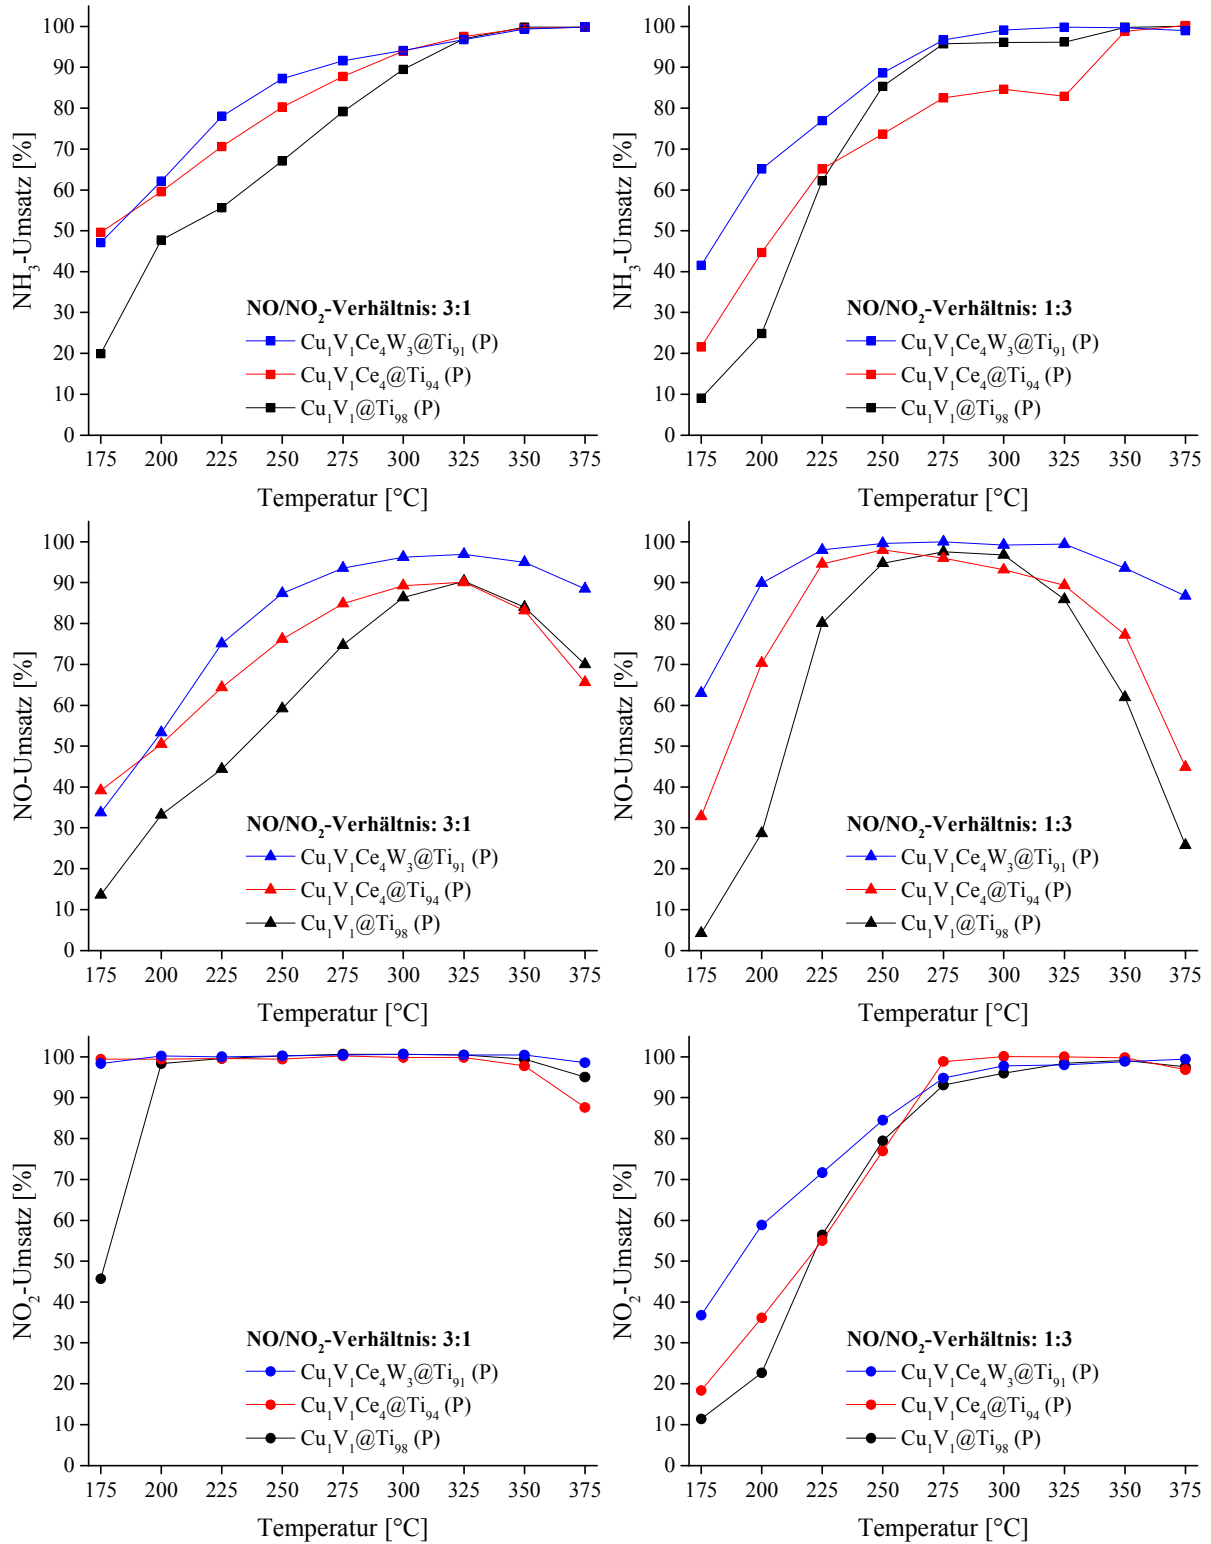 100
90
80
70
60
50
40
30
20
10
0
NH₃-Umsatz [%]
NO/NO₂-Verhältnis: 3:1
Cu₁V₁Ce₄W₃@Ti₉₁ (P)
Cu₁V₁Ce₄@Ti₉₄ (P)
Cu₁V₁@Ti₉₈ (P)
175 200 225 250 275 300 325 350 375
Temperatur [°C]
100
90
80
70
60
50
40
30
20
10
0
NH₃-Umsatz [%]
NO/NO₂-Verhältnis: 1:3
Cu₁V₁Ce₄W₃@Ti₉₁ (P)
Cu₁V₁Ce₄@Ti₉₄ (P)
Cu₁V₁@Ti₉₈ (P)
175 200 225 250 275 300 325 350 375
Temperatur [°C]
100
90
80
70
60
50
40
30
20
10
0
NO-Umsatz [%]
NO/NO₂-Verhältnis: 3:1
Cu₁V₁Ce₄W₃@Ti₉₁ (P)
Cu₁V₁Ce₄@Ti₉₄ (P)
Cu₁V₁@Ti₉₈ (P)
175 200 225 250 275 300 325 350 375
Temperatur [°C]
100
90
80
70
60
50
40
30
20
10
0
NO-Umsatz [%]
NO/NO₂-Verhältnis: 1:3
Cu₁V₁Ce₄W₃@Ti₉₁ (P)
Cu₁V₁Ce₄@Ti₉₄ (P)
Cu₁V₁@Ti₉₈ (P)
175 200 225 250 275 300 325 350 375
Temperatur [°C]
100
90
80
70
60
50
40
30
20
10
0
NO₂-Umsatz [%]
NO/NO₂-Verhältnis: 3:1
Cu₁V₁Ce₄W₃@Ti₉₁ (P)
Cu₁V₁Ce₄@Ti₉₄ (P)
Cu₁V₁@Ti₉₈ (P)
175 200 225 250 275 300 325 350 375
Temperatur [°C]
100
90
80
70
60
50
40
30
20
10
0
NO₂-Umsatz [%]
NO/NO₂-Verhältnis: 1:3
Cu₁V₁Ce₄W₃@Ti₉₁ (P)
Cu₁V₁Ce₄@Ti₉₄ (P)
Cu₁V₁@Ti₉₈ (P)
175 200 225 250 275 300 325 350 375
Temperatur [°C]